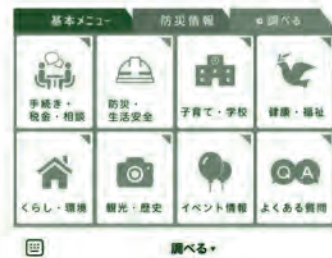 基本メニュー
防災情報
調べる
手続き・
税金・相談
防災・
生活安全
子育て・学校
健康・福祉
くらし・環境
観光・歴史
イベント情報
よくある質問
QA
調べる▾